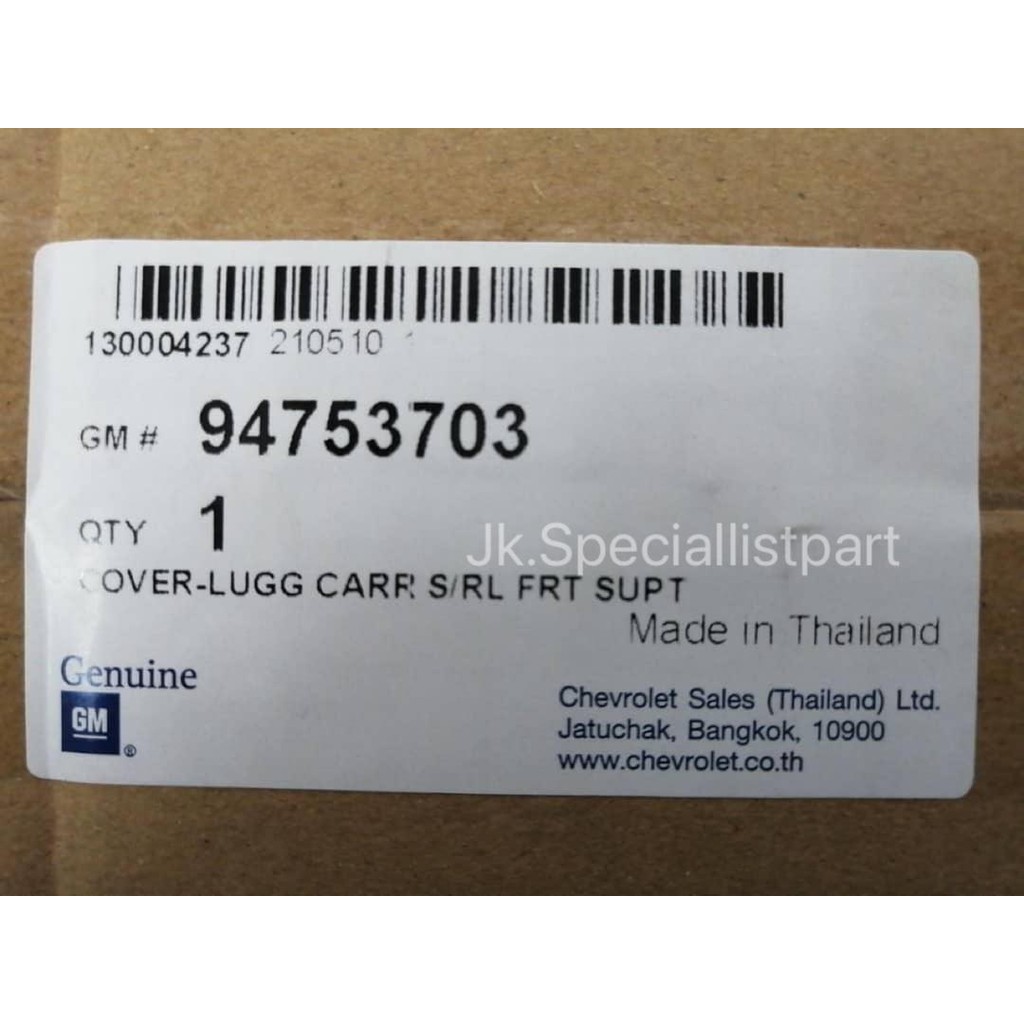 130004237 210510 1
GM # 94753703
QTY 1
Jk.Speciallistpart
COVER-LUGG CARR S/RL FRT SUPT
Made in Thailand
Genuine
GM ®
Chevrolet Sales (Thailand) Ltd.
Jatuchak, Bangkok, 10900
www.chevrolet.co.th